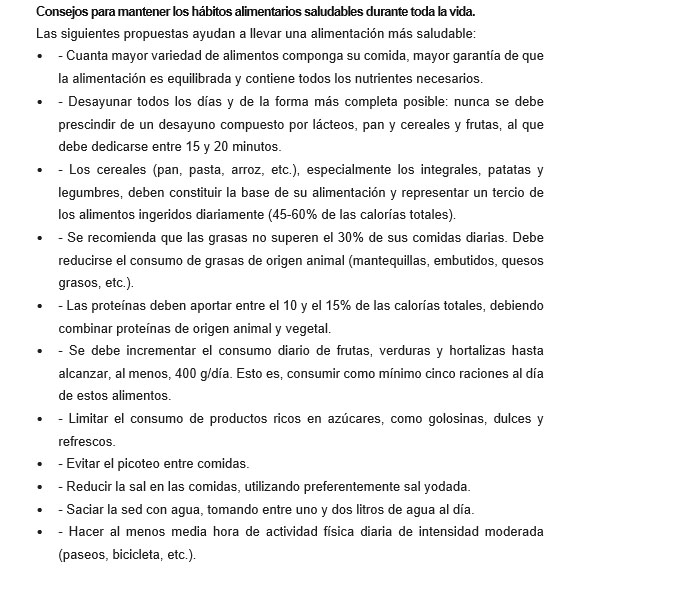 Consejos para mantener los hábitos alimentarios saludables durante toda la vida.
Las siguientes propuestas ayudan a llevar una alimentación más saludable:
• - Cuanta mayor variedad de alimentos componga su comida, mayor garantía de que
la alimentación es equilibrada y contiene todos los nutrientes necesarios.
• - Desayunar todos los días y de la forma más completa posible: nunca se debe
prescindir de un desayuno compuesto por lácteos, pan y cereales y frutas, al que
debe dedicarse entre 15 y 20 minutos.
• - Los cereales (pan, pasta, arroz, etc.), especialmente los integrales, patatas y
legumbres, deben constituir la base de su alimentación y representar un tercio de
los alimentos ingeridos diariamente (45-60% de las calorías totales).
• - Se recomienda que las grasas no superen el 30% de sus comidas diarias. Debe
reducirse el consumo de grasas de origen animal (mantequillas, embutidos, quesos
grasos, etc.).
• - Las proteínas deben aportar entre el 10 y el 15% de las calorías totales, debiendo
combinar proteínas de origen animal y vegetal.
• - Se debe incrementar el consumo diario de frutas, verduras y hortalizas hasta
alcanzar, al menos, 400 g/día. Esto es, consumir como mínimo cinco raciones al día
de estos alimentos.
• - Limitar el consumo de productos ricos en azúcares, como golosinas, dulces y
refrescos.
• - Evitar el picoteo entre comidas.
• - Reducir la sal en las comidas, utilizando preferentemente sal yodada.
• - Saciar la sed con agua, tomando entre uno y dos litros de agua al día.
• - Hacer al menos media hora de actividad física diaria de intensidad moderada
(paseos, bicicleta, etc.).